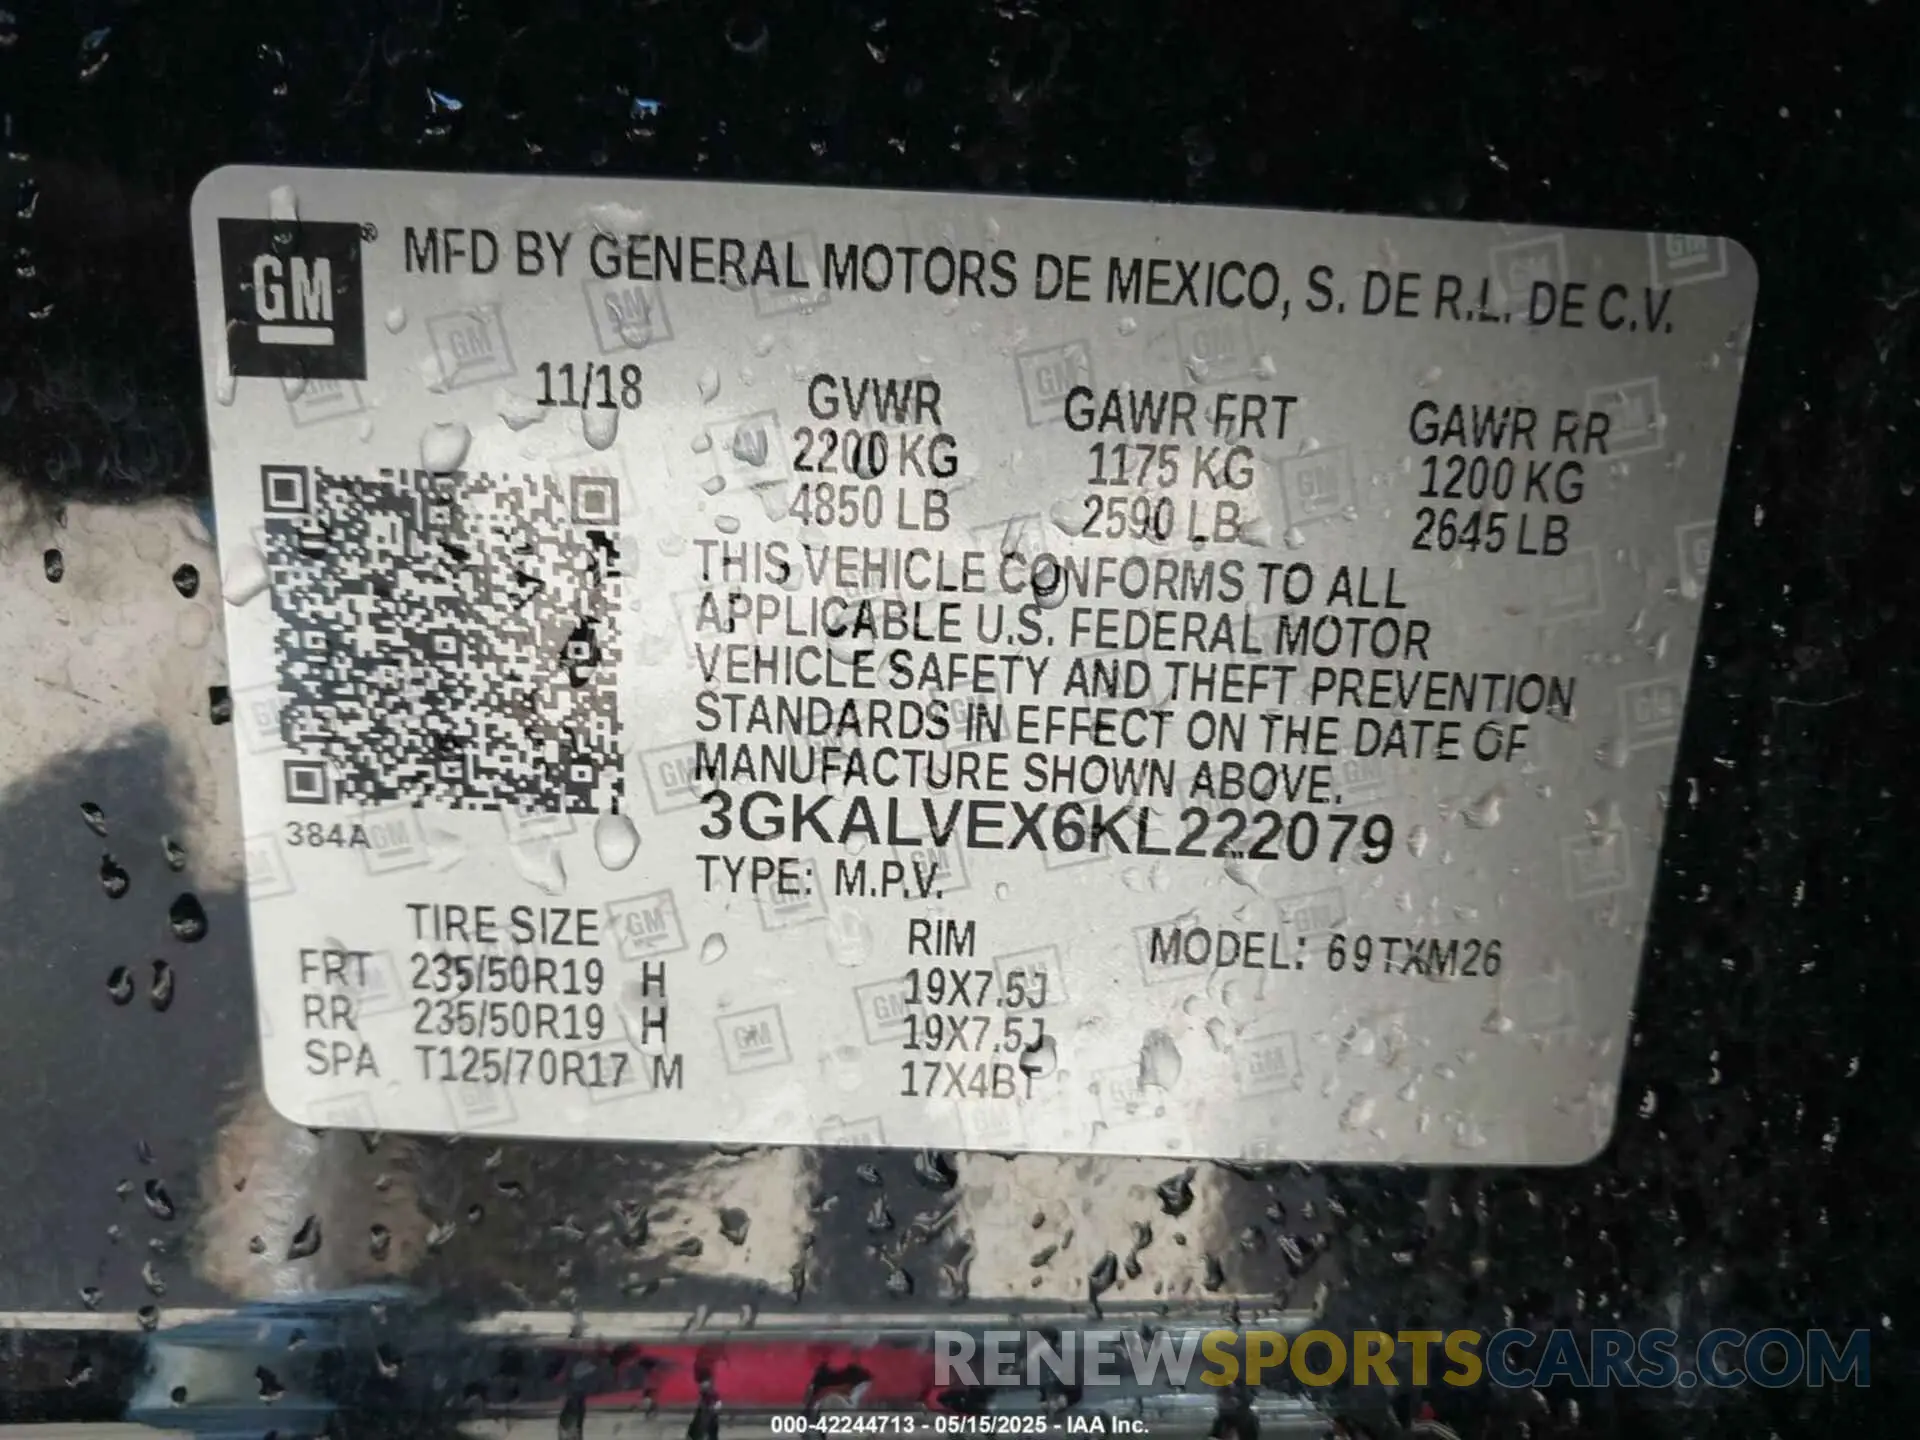 GM ® MFD BY GENERAL MOTORS DE MEXICO, S. DE R.L. DE C.V.
11/18 GVWR GAWR FRT GAWR RR
2200 KG 1175 KG 1200 KG
4850 LB 2590 LB 2645 LB
THIS VEHICLE CONFORMS TO ALL
APPLICABLE U.S. FEDERAL MOTOR
VEHICLE SAFETY AND THEFT PREVENTION
STANDARDS IN EFFECT ON THE DATE OF
MANUFACTURE SHOWN ABOVE.
384A 3GKALVEX6KL222079
TYPE: M.P.V.
TIRE SIZE RIM MODEL: 69TXM26
FRT 235/50R19 H 19X7.5J
RR 235/50R19 H 19X7.5J
SPA T125/70R17 M 17X4BT
RENEWSPORTSCARS.COM
000-42244713 - 05/15/2025 - IAA Inc.